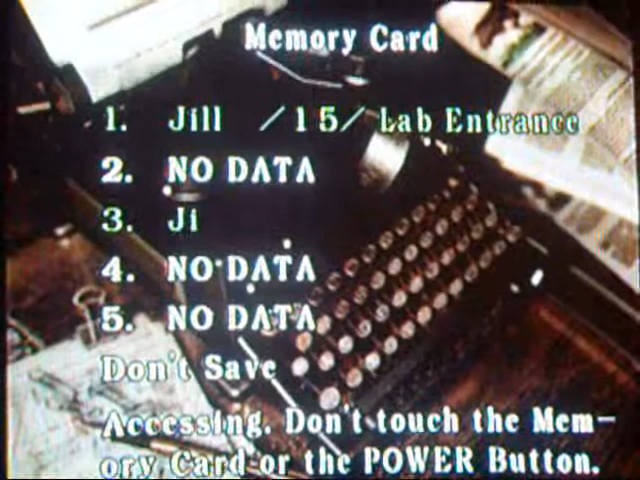 Memory Card
1. Jill /15/ Lab Entrance
2. NO DATA
3. Ji
4. NO DATA
5. NO DATA
Don't Save
Accessing. Don't touch the Mem-
ory Card or the POWER Button.